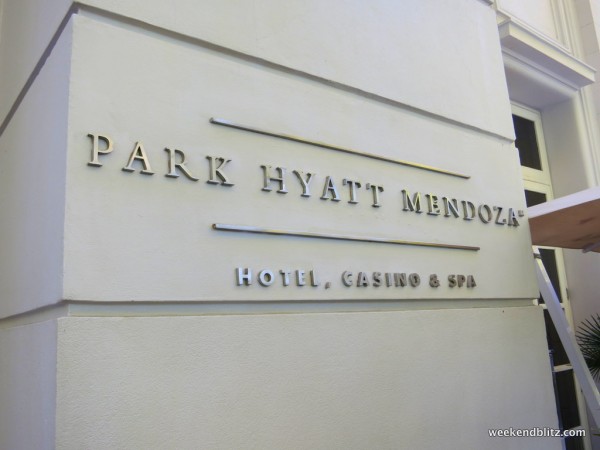 PARK HYATT MENDOZA
HOTEL, CASINO & SPA
weekendblitz.com